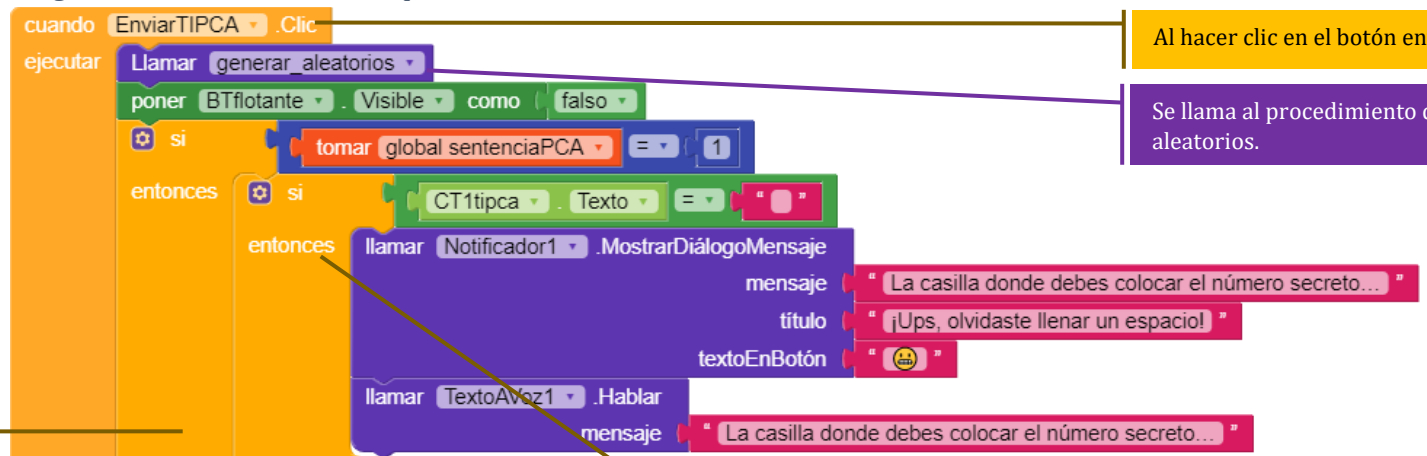 cuando EnviarTIPCA .Clic
Al hacer clic en el botón en
ejecutar Llamar generar_aleatorios
poner BTflotante . Visible como falso
Se llama al procedimiento
aleatorios.
si tomar global sentenciaPCA = 1
entonces si CT1tipca . Texto = " "
entonces llamar Notificador1 .MostrarDiálogoMensaje
mensaje " La casilla donde debes colocar el número secreto... "
título " ¡Ups, olvidaste llenar un espacio! "
textoEnBotón " 😬 "
llamar TextoAVoz1 .Hablar
mensaje " La casilla donde debes colocar el número secreto... "